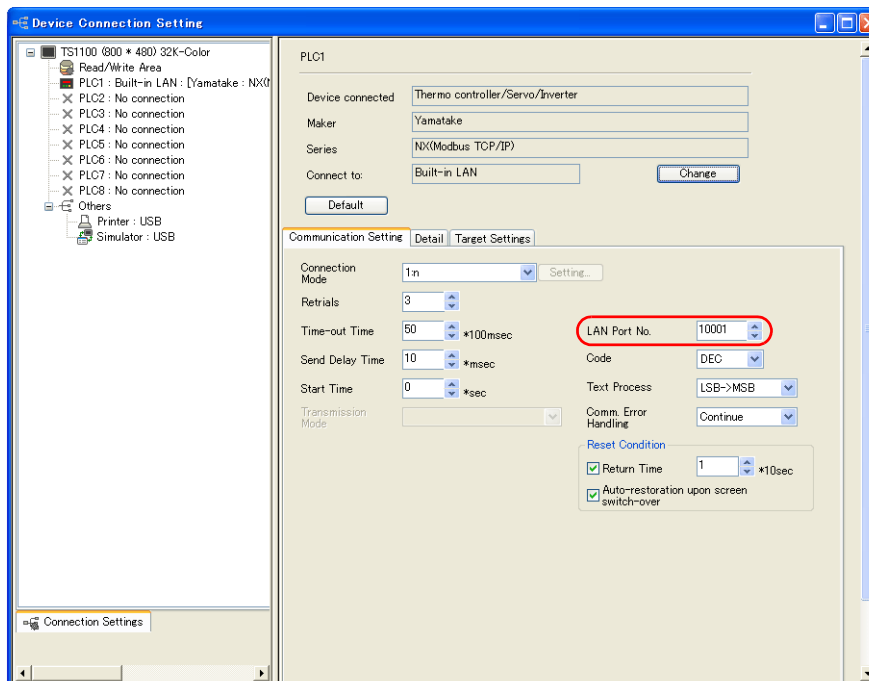 Device Connection Setting
TS1100 (800 * 480) 32K-Color
Read/Write Area
PLC1 : Built-in LAN : [Yamatake : NX(
PLC2 : No connection
PLC3 : No connection
PLC4 : No connection
PLC5 : No connection
PLC6 : No connection
PLC7 : No connection
PLC8 : No connection
Others
Printer : USB
Simulator : USB
Connection Settings
PLC1
Device connected Thermo controller/Servo/Inverter
Maker Yamatake
Series NX(Modbus TCP/IP)
Connect to: Built-in LAN Change
Default
Communication Setting Detail Target Settings
Connection
Mode 1:n Setting...
Retrials 3
Time-out Time 50 *100msec
Send Delay Time 10 *msec
Start Time 0 *sec
Transmission
Mode
LAN Port No. 10001
Code DEC
Text Process LSB->MSB
Comm. Error
Handling Continue
Reset Condition
Return Time 1 *10sec
Auto-restoration upon screen
switch-over